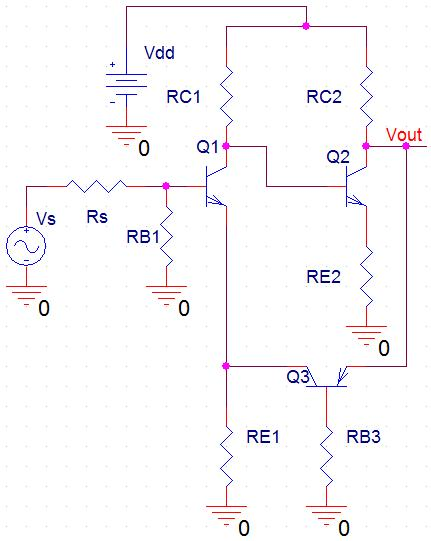 Vdd
+
-
0
RC1
RC2
Vout
Q1
Q2
Vs
+
-
Rs
RB1
0
0
RE2
0
Q3
RE1
RB3
0
0